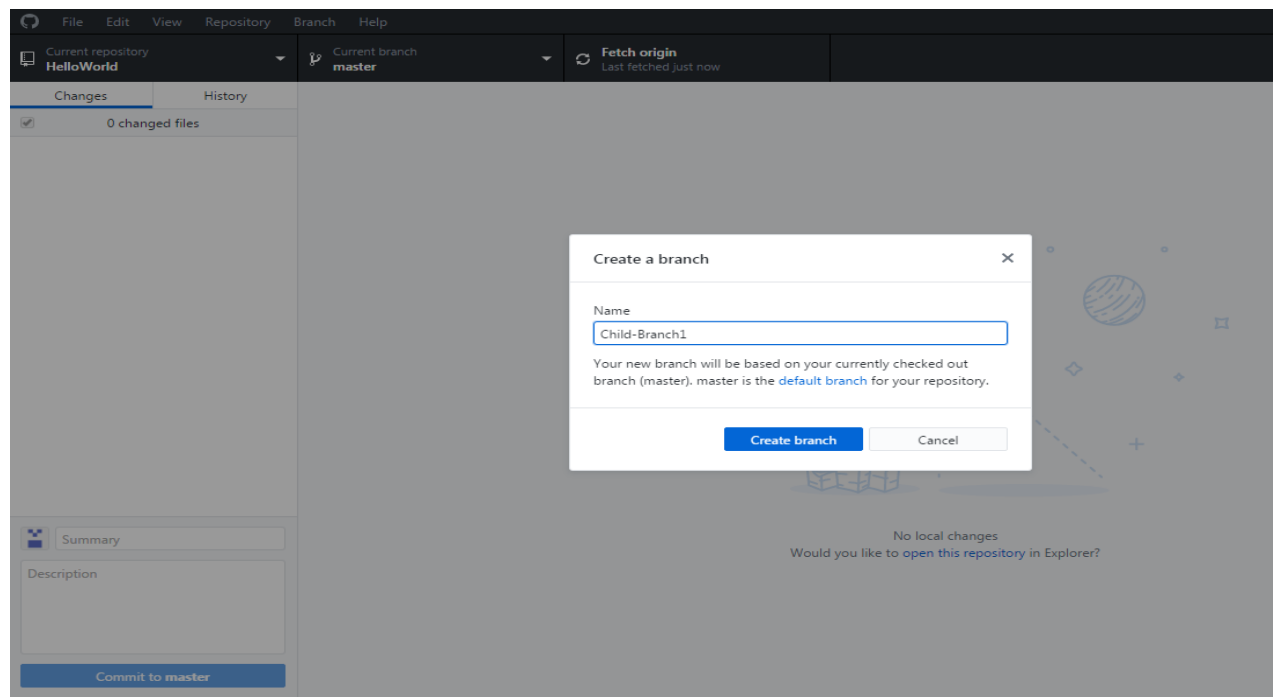 File Edit View Repository Branch Help
Current repository
HelloWorld
Current branch
master
Fetch origin
Last fetched just now
Changes History
0 changed files
Create a branch
Name
Child-Branch1
Your new branch will be based on your currently checked out
branch (master). master is the default branch for your repository.
Create branch Cancel
No local changes
Would you like to open this repository in Explorer?
Summary
Description
Commit to master